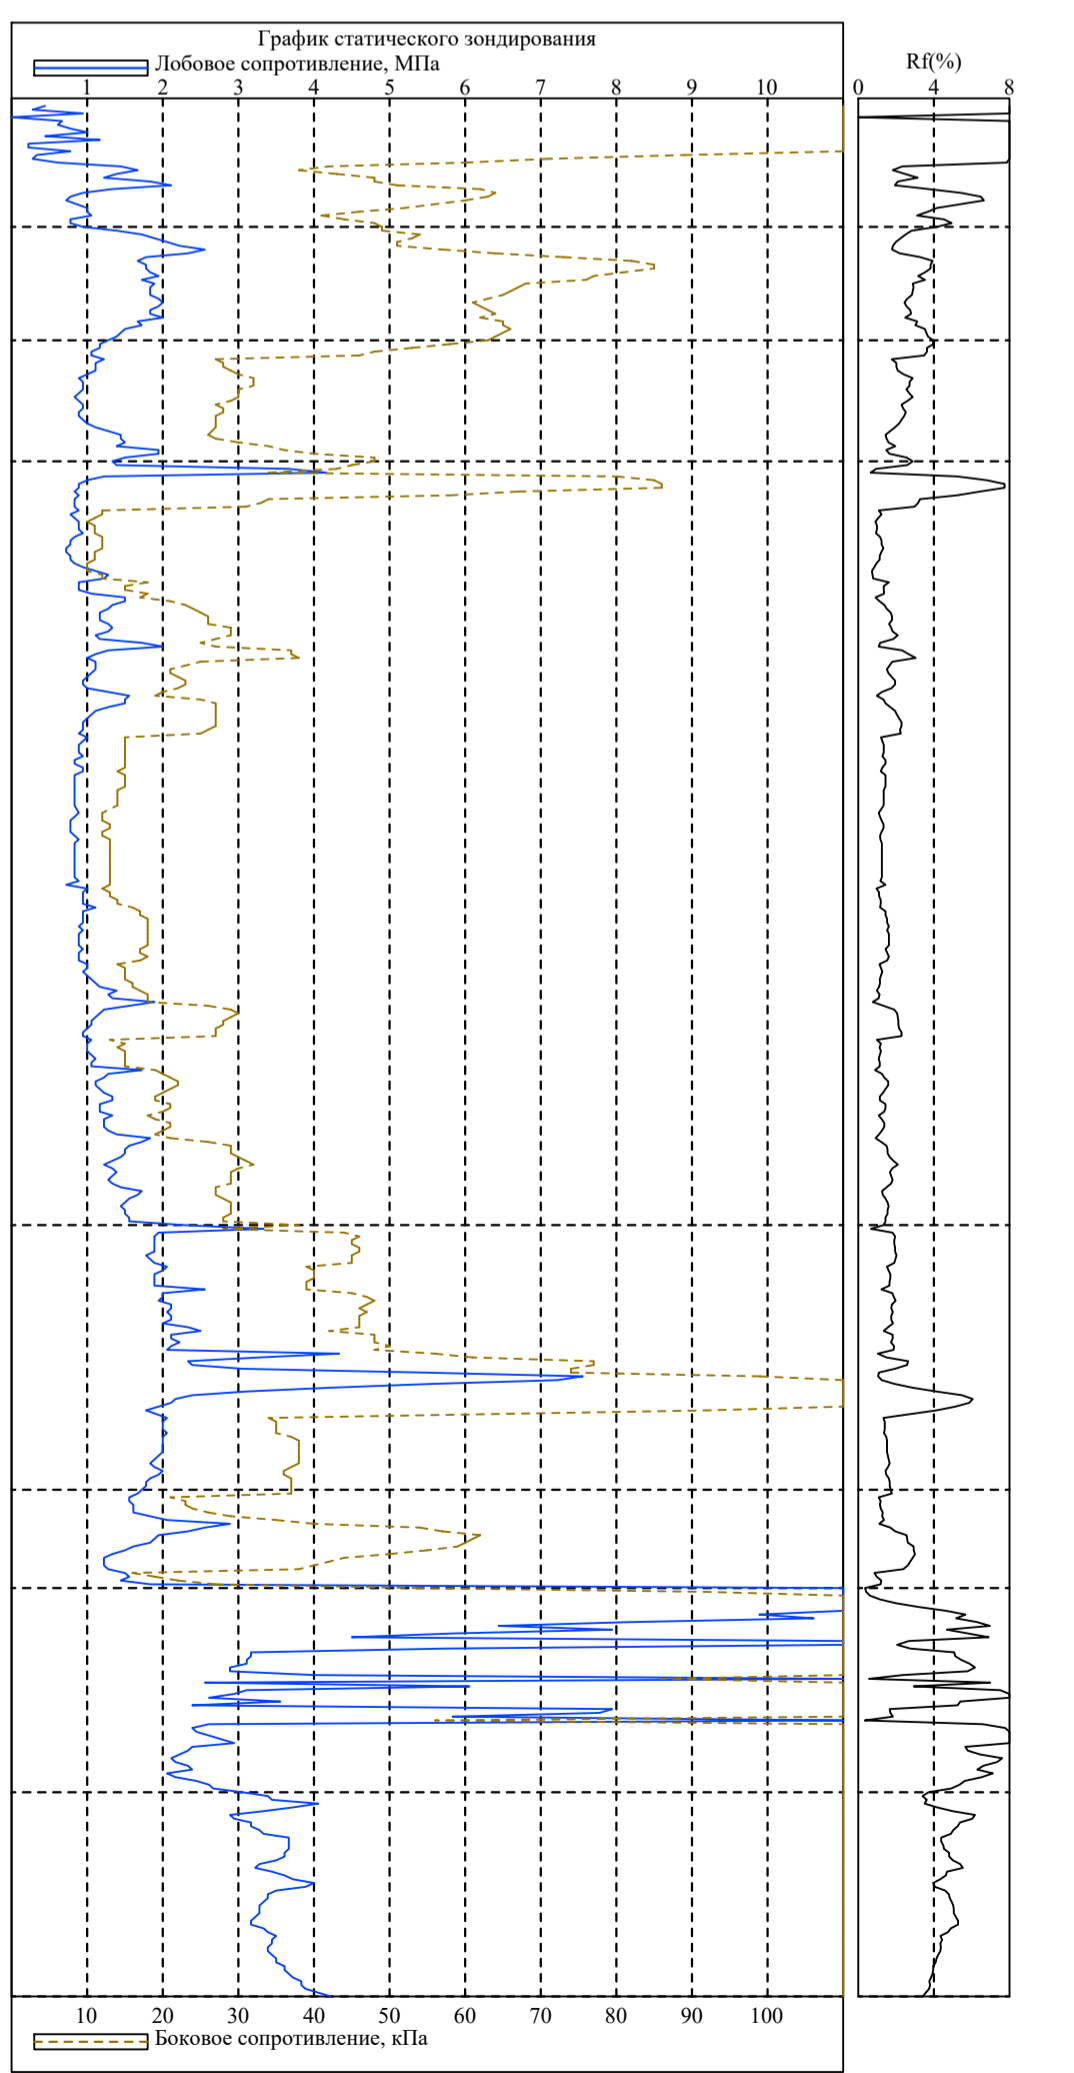 График статического зондирования
Лобовое сопротивление, МПа
Rf(%)
1 2 3 4 5 6 7 8 9 10
0 4 8
10 20 30 40 50 60 70 80 90 100
Боковое сопротивление, кПа